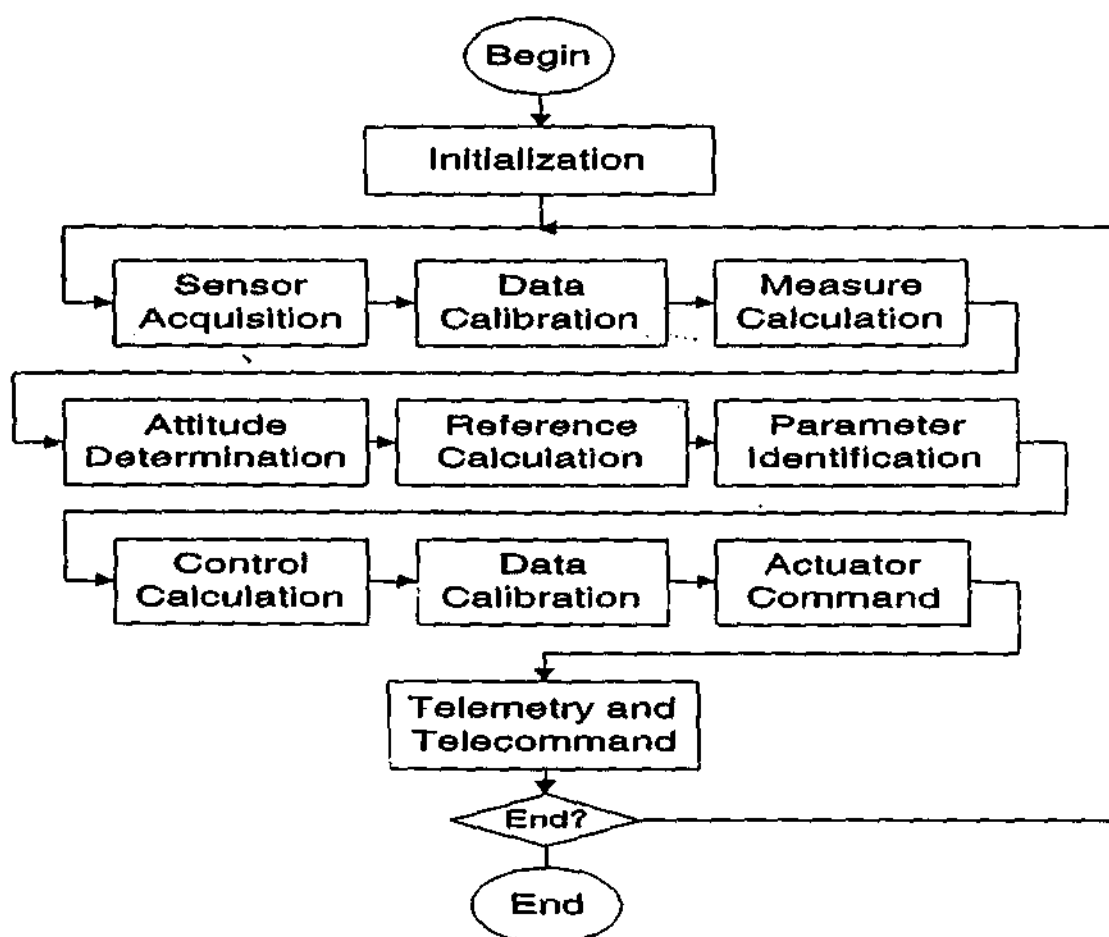 Begin
Initialization
Sensor
Acquisition
Data
Calibration
Measure
Calculation
Attitude
Determination
Reference
Calculation
Parameter
Identification
Control
Calculation
Data
Calibration
Actuator
Command
Telemetry and
Telecommand
End?
End